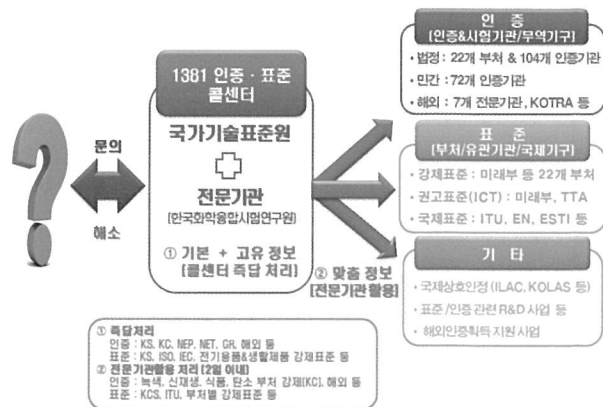 문의
해소
1381 인증 · 표준
콜센터
국가기술표준원
전문기관
(한국화학융합시험연구원)
① 기본 + 고유 정보
(콜센터 즉답 처리)
② 맞춤 정보
(전문기관 활용)
인 증
(인증&시험기관/무역기구)
· 법정 : 22개 부처 & 104개 인증기관
· 민간 : 72개 인증기관
· 해외 : 7개 전문기관, KOTRA 등
표 준
(부처/유관기관/국제기구)
· 강제표준 : 미래부 등 22개 부처
· 권고표준(ICT) : 미래부, TTA
· 국제표준 : ITU, EN, ESTI 등
기 타
· 국제상호인정 (ILAC, KOLAS 등)
· 표준 /인증 관련 R&D 사업 등
· 해외인증획득 지원 사업
① 즉답처리
인증 : KS, KC, NEP, NET, GR, 해외 등
표준 : KS, ISO, IEC, 전기용품&생활제품 강제표준 등
② 전문기관활용 처리 (2일 이내)
인증 : 녹색, 신재생, 식품, 탄소 부처 강제(KC), 해외 등
표준 : KCS, ITU, 부처별 강제표준 등